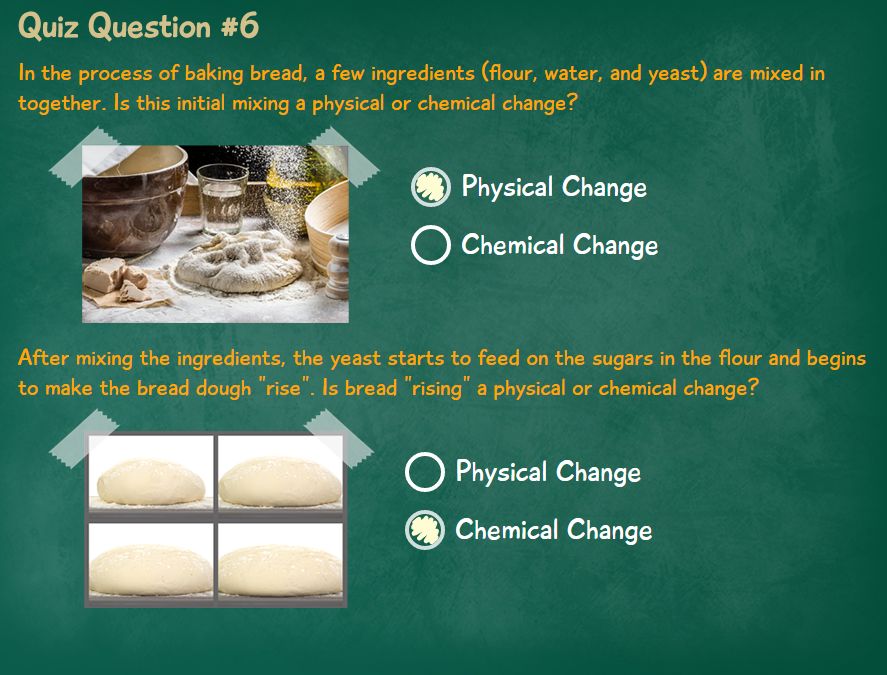 Quiz Question #6
In the process of baking bread, a few ingredients (flour, water, and yeast) are mixed in
together. Is this initial mixing a physical or chemical change?
Physical Change
Chemical Change
After mixing the ingredients, the yeast starts to feed on the sugars in the flour and begins
to make the bread dough "rise". Is bread "rising" a physical or chemical change?
Physical Change
Chemical Change